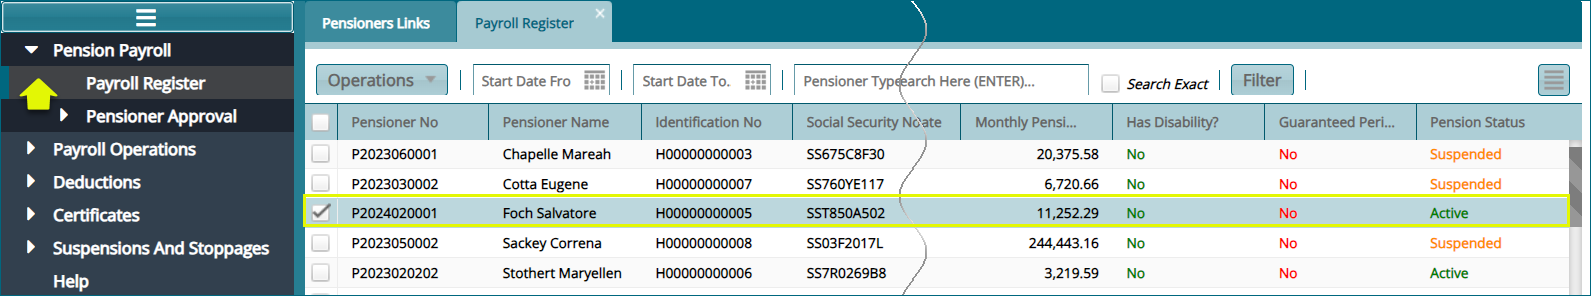 Pension Payroll
Payroll Register
Pensioner Approval
Payroll Operations
Deductions
Certificates
Suspensions And Stoppages
Help
Pensioners Links Payroll Register
Operations Start Date Fro Start Date To. Pensioner Typeearch Here (ENTER)... Search Exact Filter
Pensioner No Pensioner Name Identification No Social Security Noate Monthly Pensi... Has Disability? Guaranteed Peri... Pension Status
P2023060001 Chapelle Mareah H00000000003 SS675C8F30 20,375.58 No No Suspended
P2023030002 Cotta Eugene H00000000007 SS760YE117 6,720.66 No No Suspended
P2024020001 Foch Salvatore H00000000005 SST850A502 11,252.29 No No Active
P2023050002 Sackey Correna H00000000008 SS03F2017L 244,443.16 No No Suspended
P2023020202 Stothert Maryellen H00000000006 SS7R0269B8 3,219.59 No No Active